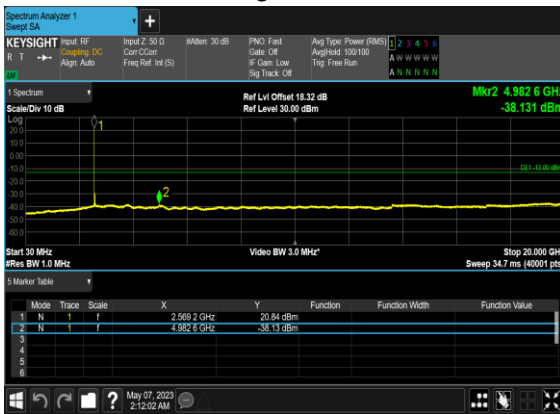 Spectrum Analyzer 1
Swept SA
+
KEYSIGHT Input: RF Input Z: 50 Ω #Atten: 30 dB PNO: Fast Avg Type: Power (RMS) 1 2 3 4 5 6
R T Coupling: DC Corr CCorr Gate: Off Avg|Hold: 100/100 A W W W W W
Align: Auto Freq Ref: Int (S) IF Gain: Low Trig: Free Run
Sig Track: Off A N N N N N
1 Spectrum
Ref Lvl Offset 18.32 dB Mkr2 4.982 6 GHz
Scale/Div 10 dB Ref Level 30.00 dBm -38.131 dBm
Log
1
20.0
10.0
0.00
-10.0
DL1 -13.00 dBm
-20.0
-30.0
2
-40.0
-50.0
-60.0
Start 30 MHz Video BW 3.0 MHz* Stop 20.000 GHz
#Res BW 1.0 MHz Sweep 34.7 ms (40001 pts)
5 Marker Table
Mode Trace Scale X Y Function Function Width Function Value
1 N 1 f 2.569 2 GHz 20.84 dBm
2 N 1 f 4.982 6 GHz -38.13 dBm
3
4
5
6
? May 07, 2023
2:12:02 AM